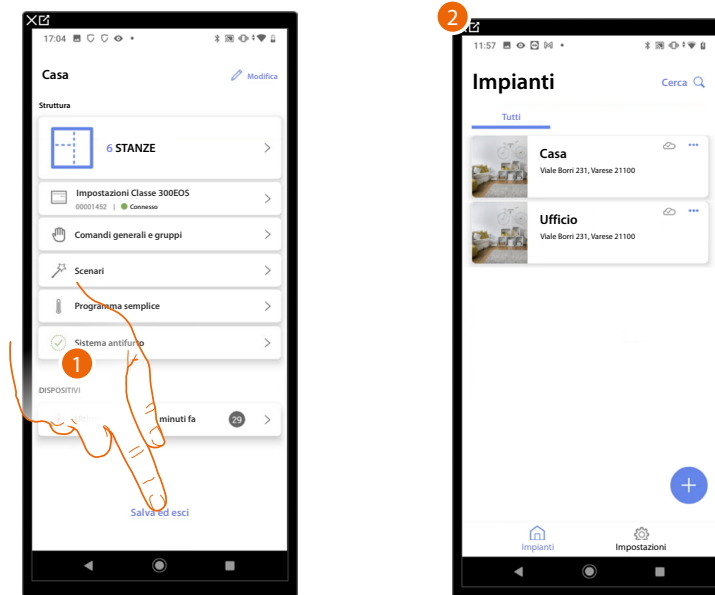 17:04
Casa
Modifica
Struttura
6 STANZE
Impostazioni Classe 300EOS
00001452 | Connesso
Comandi generali e gruppi
Scenari
Programma semplice
Sistema antifurto
1
DISPOSITIVI
minuti fa 29
Salva ed esci
2
11:57
Impianti
Cerca
Tutti
Casa
Viale Borri 231, Varese 21100
Ufficio
Viale Borri 231, Varese 21100
Impianti
Impostazioni